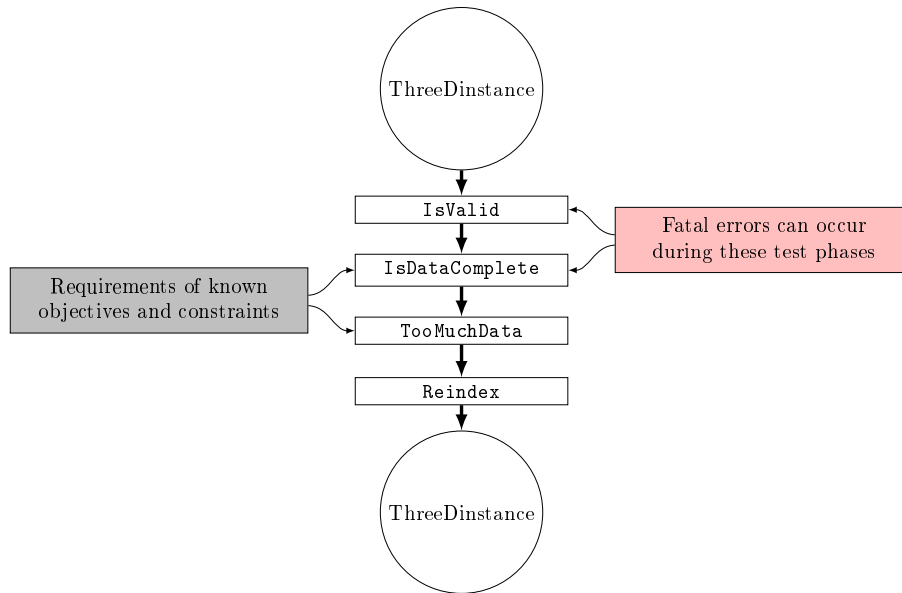 ThreeDinstance
IsValid
Fatal errors can occur
during these test phases
IsDataComplete
Requirements of known
objectives and constraints
TooMuchData
Reindex
ThreeDinstance